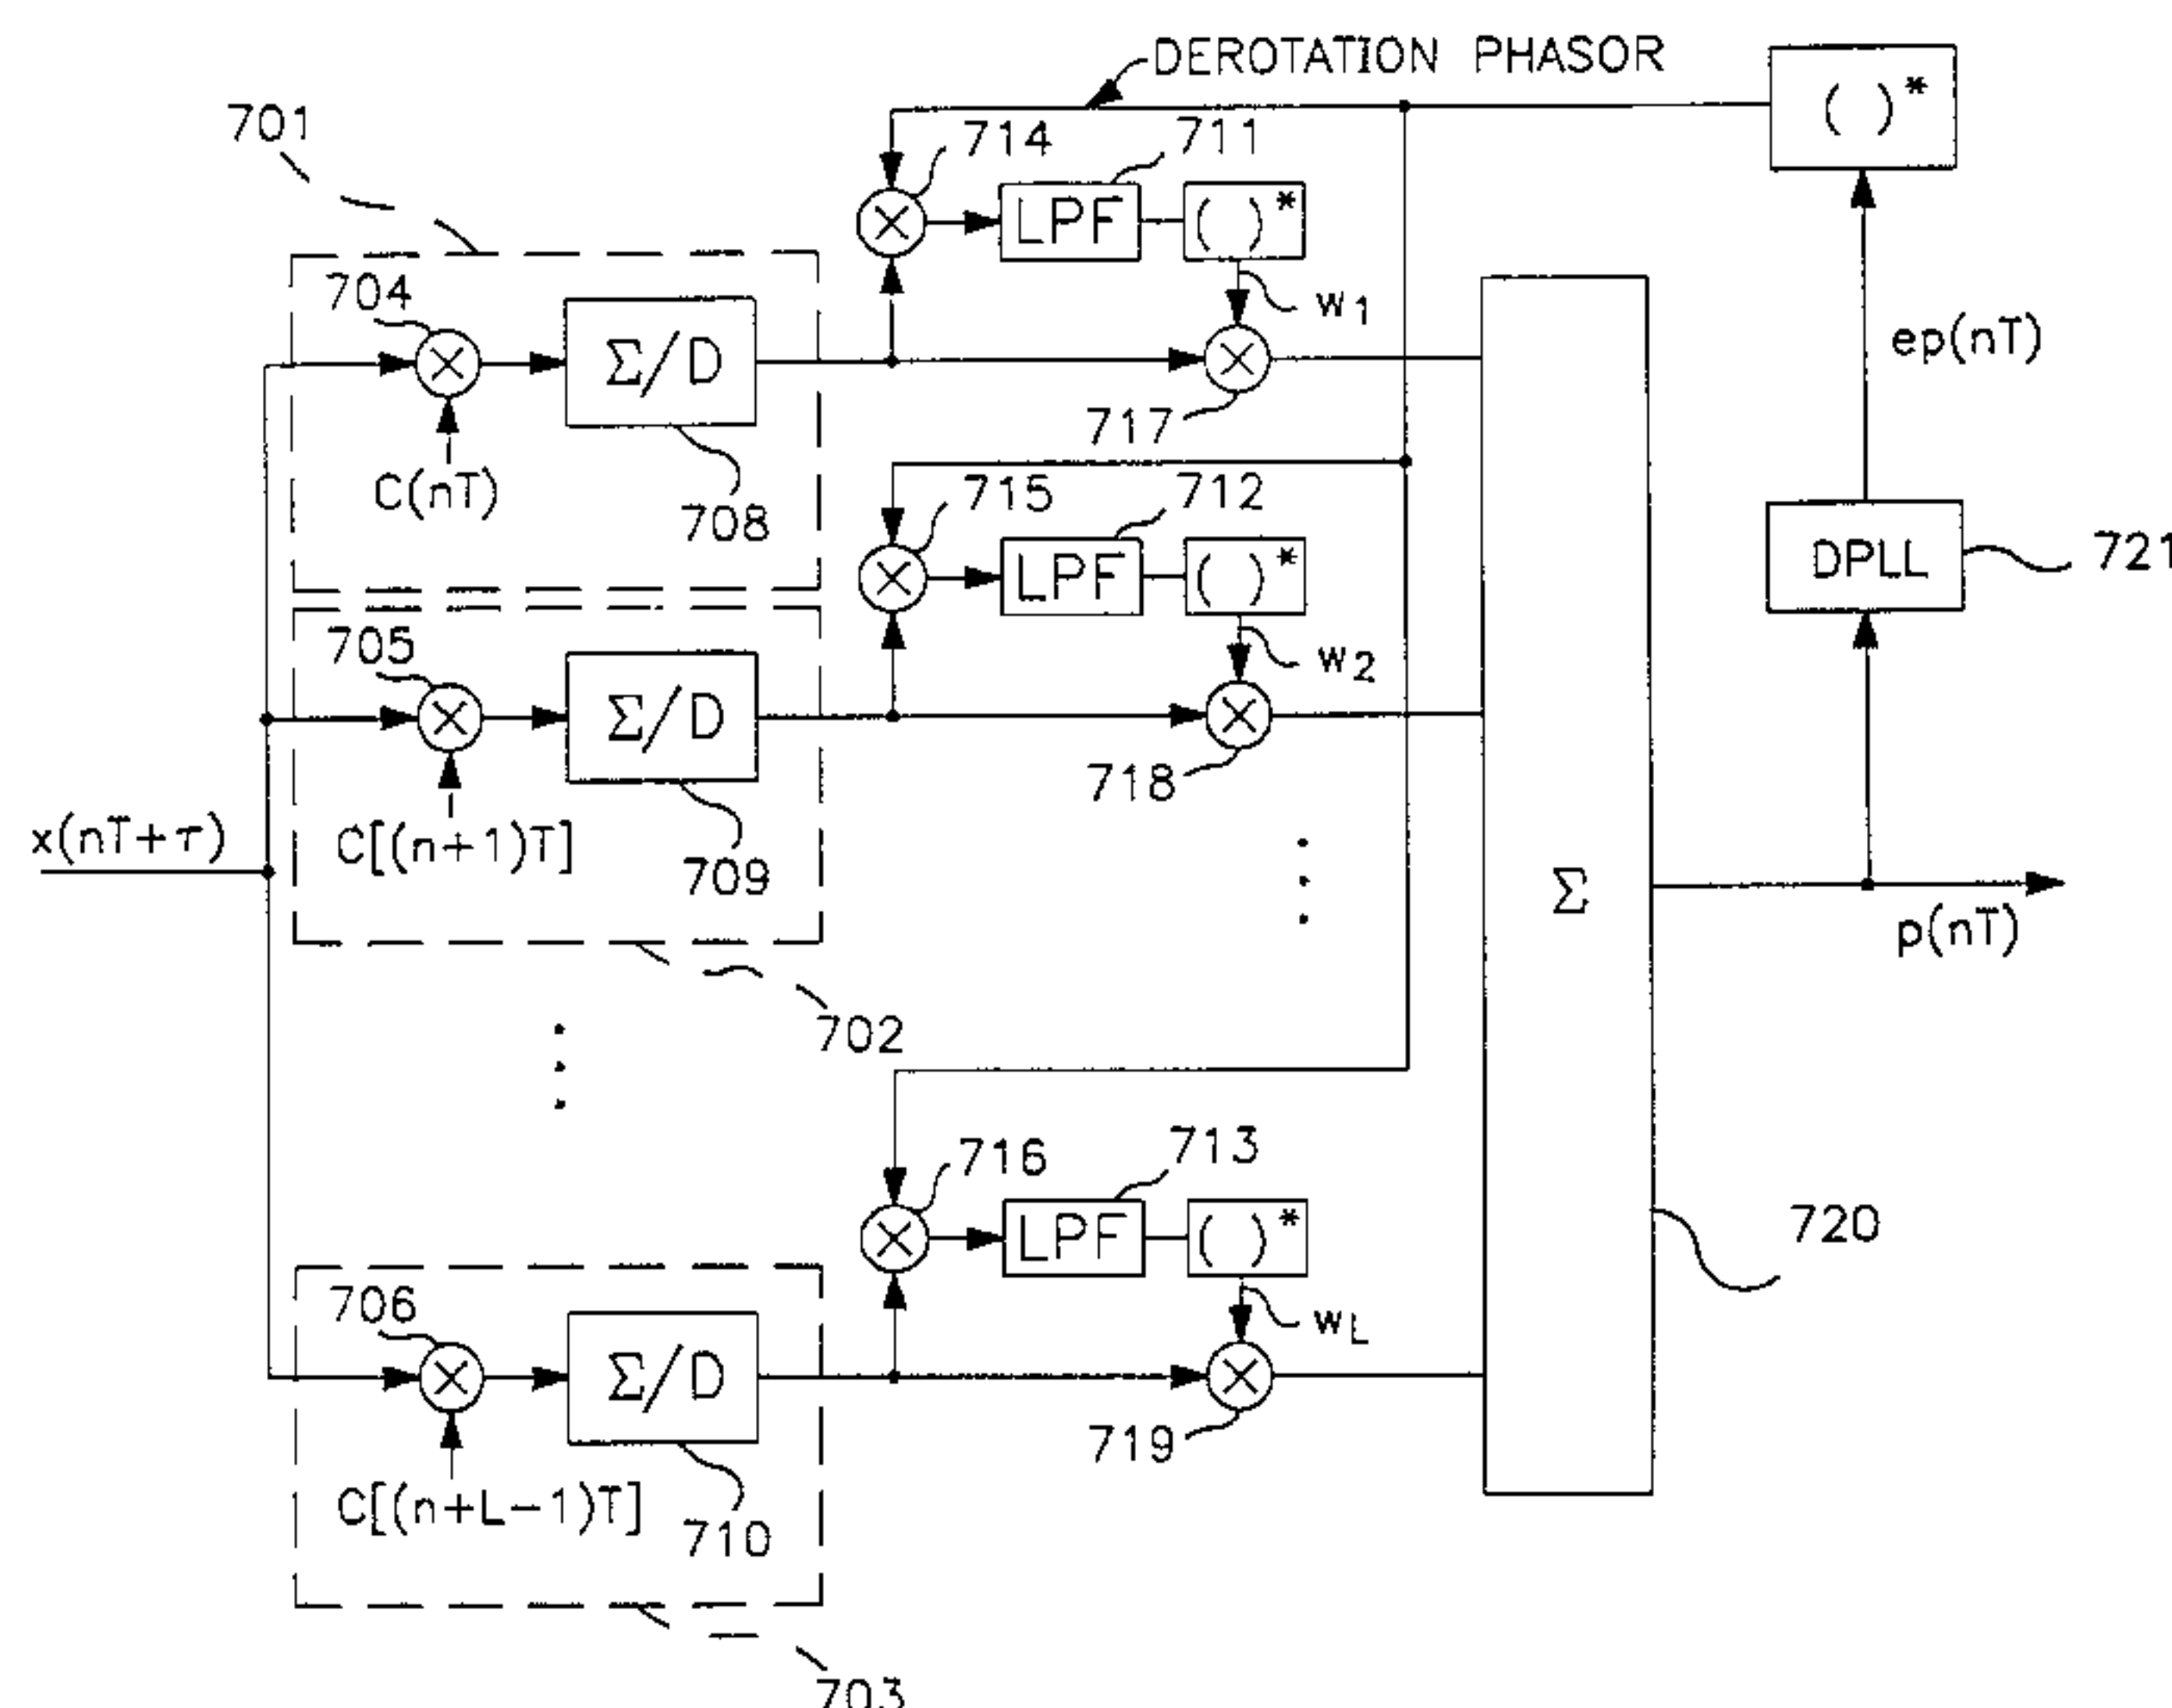 DEROTATION PHASOR
( )*
701
714
711
LPF
( )*
704
w1
Σ/D
ep(nT)
717
C(nT)
708
715
712
LPF
( )*
DPLL
721
705
w2
Σ/D
718
x(nT+τ)
C[(n+1)T]
709
Σ
p(nT)
702
716
713
LPF
( )*
720
706
wL
Σ/D
719
C[(n+L-1)T]
710
703